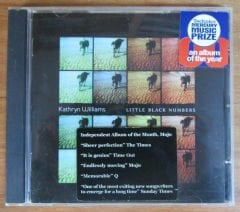 MERCURY
MUSIC
PRIZE
an album
of the year
Kathryn Williams
LITTLE BLACK NUMBERS
Independent Album of the Month, Mojo
"Sheer perfection" The Times
"It is genius" Time Out
"Endlessly moving" Mojo
"Memorable" Q
"One of the most exiting new songwriters
to emerge for a long time" Sunday Times